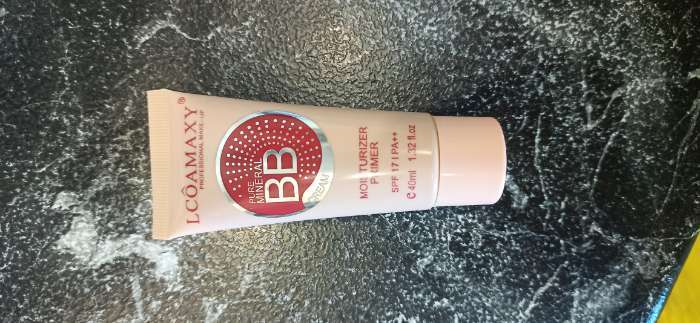 LCÔAMAXY®
PROFESSIONAL MAKE-UP
PURE
MINERAL
BB
CREAM
MOISTURIZER
PRIMER
SPF 17 I PA++
℮ 40ml 1.32 fl.oz